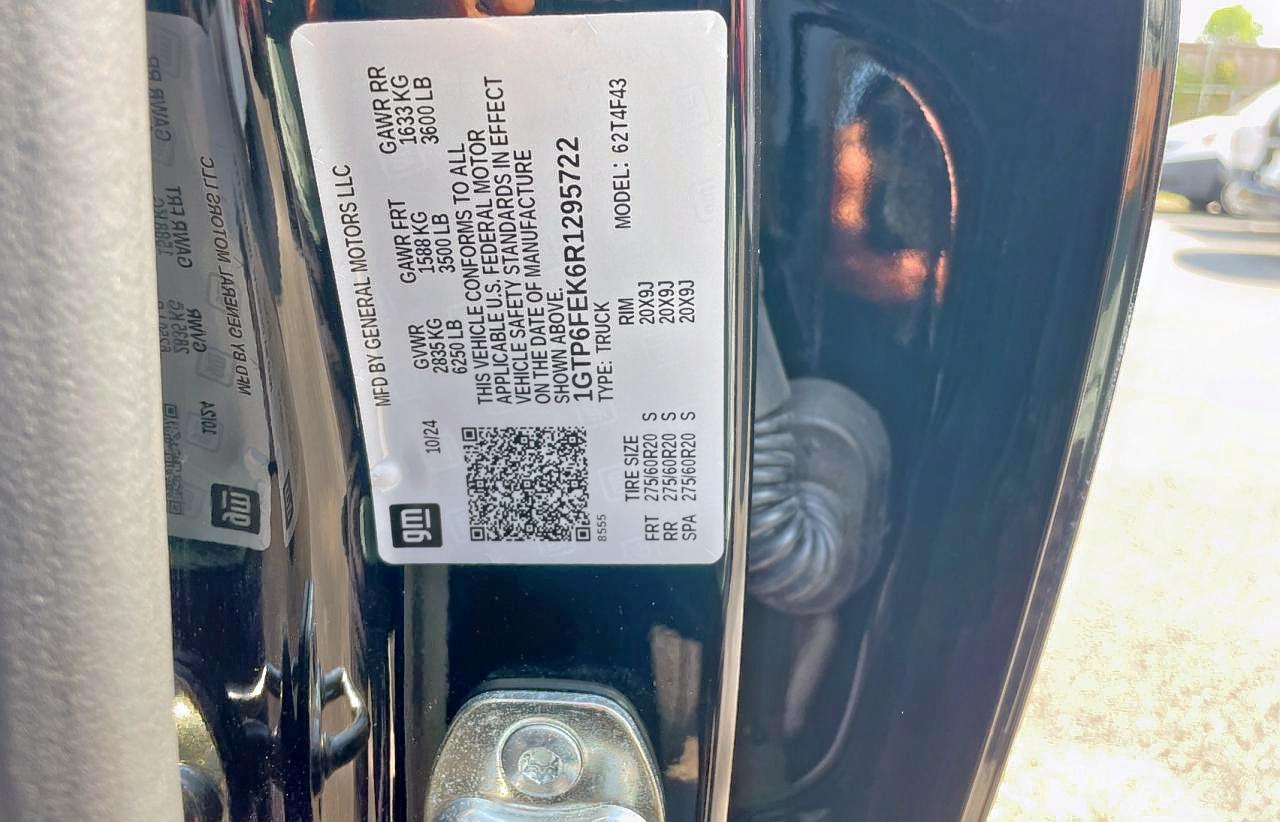 gm
MFD BY GENERAL MOTORS LLC
10/24
GVWR GAWR FRT GAWR RR
2835 KG 1588 KG 1633 KG
6250 LB 3500 LB 3600 LB
THIS VEHICLE CONFORMS TO ALL
APPLICABLE U.S. FEDERAL MOTOR
VEHICLE SAFETY STANDARDS IN EFFECT
ON THE DATE OF MANUFACTURE
SHOWN ABOVE.
1GTP6FEK6R1295722
TYPE: TRUCK MODEL: 62T4F43
8555
TIRE SIZE RIM
FRT 275/60R20 S 20X9J
RR 275/60R20 S 20X9J
SPA 275/60R20 S 20X9J